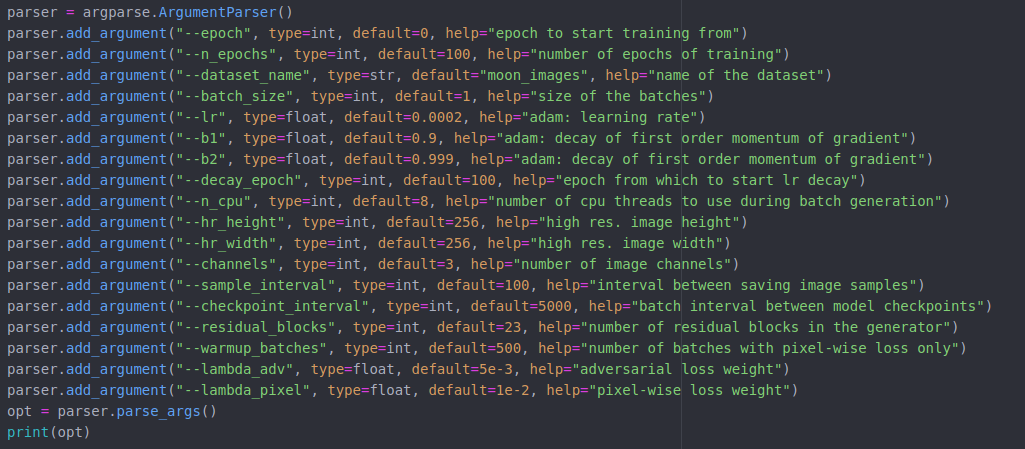 parser = argparse.ArgumentParser()
parser.add_argument("--epoch", type=int, default=0, help="epoch to start training from")
parser.add_argument("--n_epochs", type=int, default=100, help="number of epochs of training")
parser.add_argument("--dataset_name", type=str, default="moon_images", help="name of the dataset")
parser.add_argument("--batch_size", type=int, default=1, help="size of the batches")
parser.add_argument("--lr", type=float, default=0.0002, help="adam: learning rate")
parser.add_argument("--b1", type=float, default=0.9, help="adam: decay of first order momentum of gradient")
parser.add_argument("--b2", type=float, default=0.999, help="adam: decay of first order momentum of gradient")
parser.add_argument("--decay_epoch", type=int, default=100, help="epoch from which to start lr decay")
parser.add_argument("--n_cpu", type=int, default=8, help="number of cpu threads to use during batch generation")
parser.add_argument("--hr_height", type=int, default=256, help="high res. image height")
parser.add_argument("--hr_width", type=int, default=256, help="high res. image width")
parser.add_argument("--channels", type=int, default=3, help="number of image channels")
parser.add_argument("--sample_interval", type=int, default=100, help="interval between saving image samples")
parser.add_argument("--checkpoint_interval", type=int, default=5000, help="batch interval between model checkpoints")
parser.add_argument("--residual_blocks", type=int, default=23, help="number of residual blocks in the generator")
parser.add_argument("--warmup_batches", type=int, default=500, help="number of batches with pixel-wise loss only")
parser.add_argument("--lambda_adv", type=float, default=5e-3, help="adversarial loss weight")
parser.add_argument("--lambda_pixel", type=float, default=1e-2, help="pixel-wise loss weight")
opt = parser.parse_args()
print(opt)